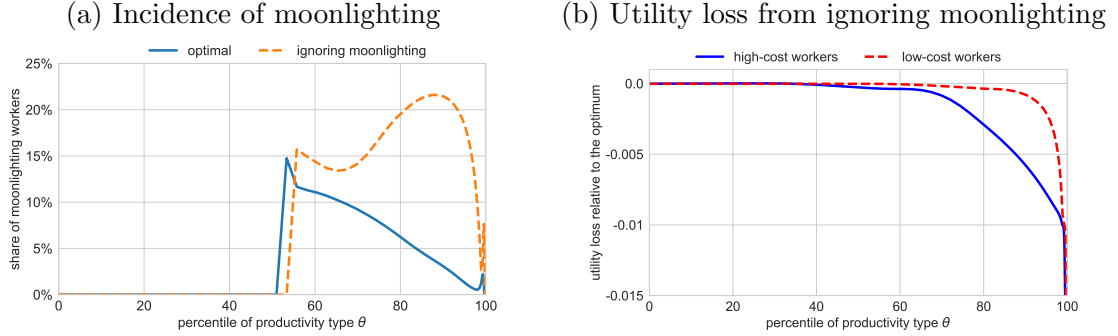 (a) Incidence of moonlighting
optimal
ignoring moonlighting
25%
20%
15%
10%
5%
0%
share of moonlighting workers
0 20 40 60 80 100
percentile of productivity type θ
(b) Utility loss from ignoring moonlighting
high-cost workers
low-cost workers
0.0
-0.005
-0.01
-0.015
utility loss relative to the optimum
0 20 40 60 80 100
percentile of productivity type θ